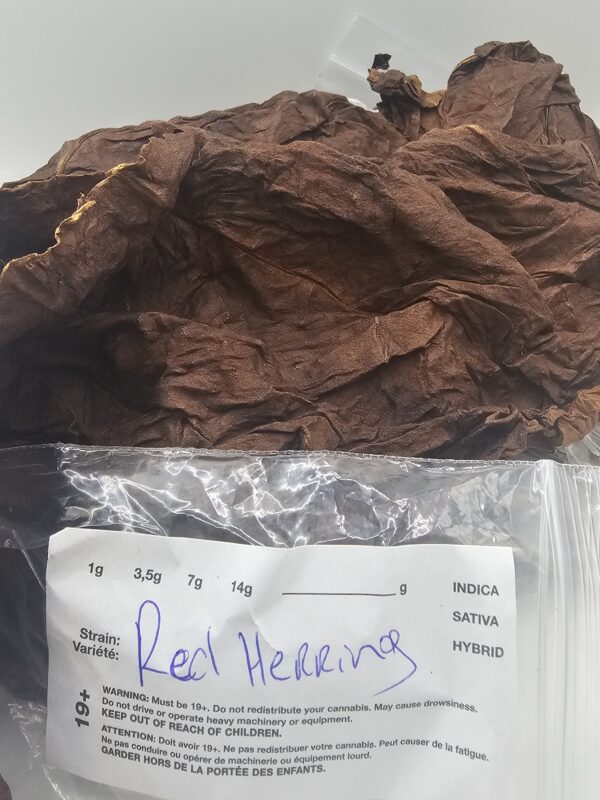 1g 3,5g 7g 14g ____________ g INDICA
SATIVA
HYBRID
Strain:
Variété:
Red Herring
19+
WARNING: Must be 19+. Do not redistribute your cannabis. May cause drowsiness.
Do not drive or operate heavy machinery or equipment.
KEEP OUT OF REACH OF CHILDREN.
ATTENTION: Doit avoir 19+. Ne pas redistribuer votre cannabis. Peut causer de la fatigue.
Ne pas conduire ou opérer de machinerie ou équipement lourd.
GARDER HORS DE LA PORTÉE DES ENFANTS.